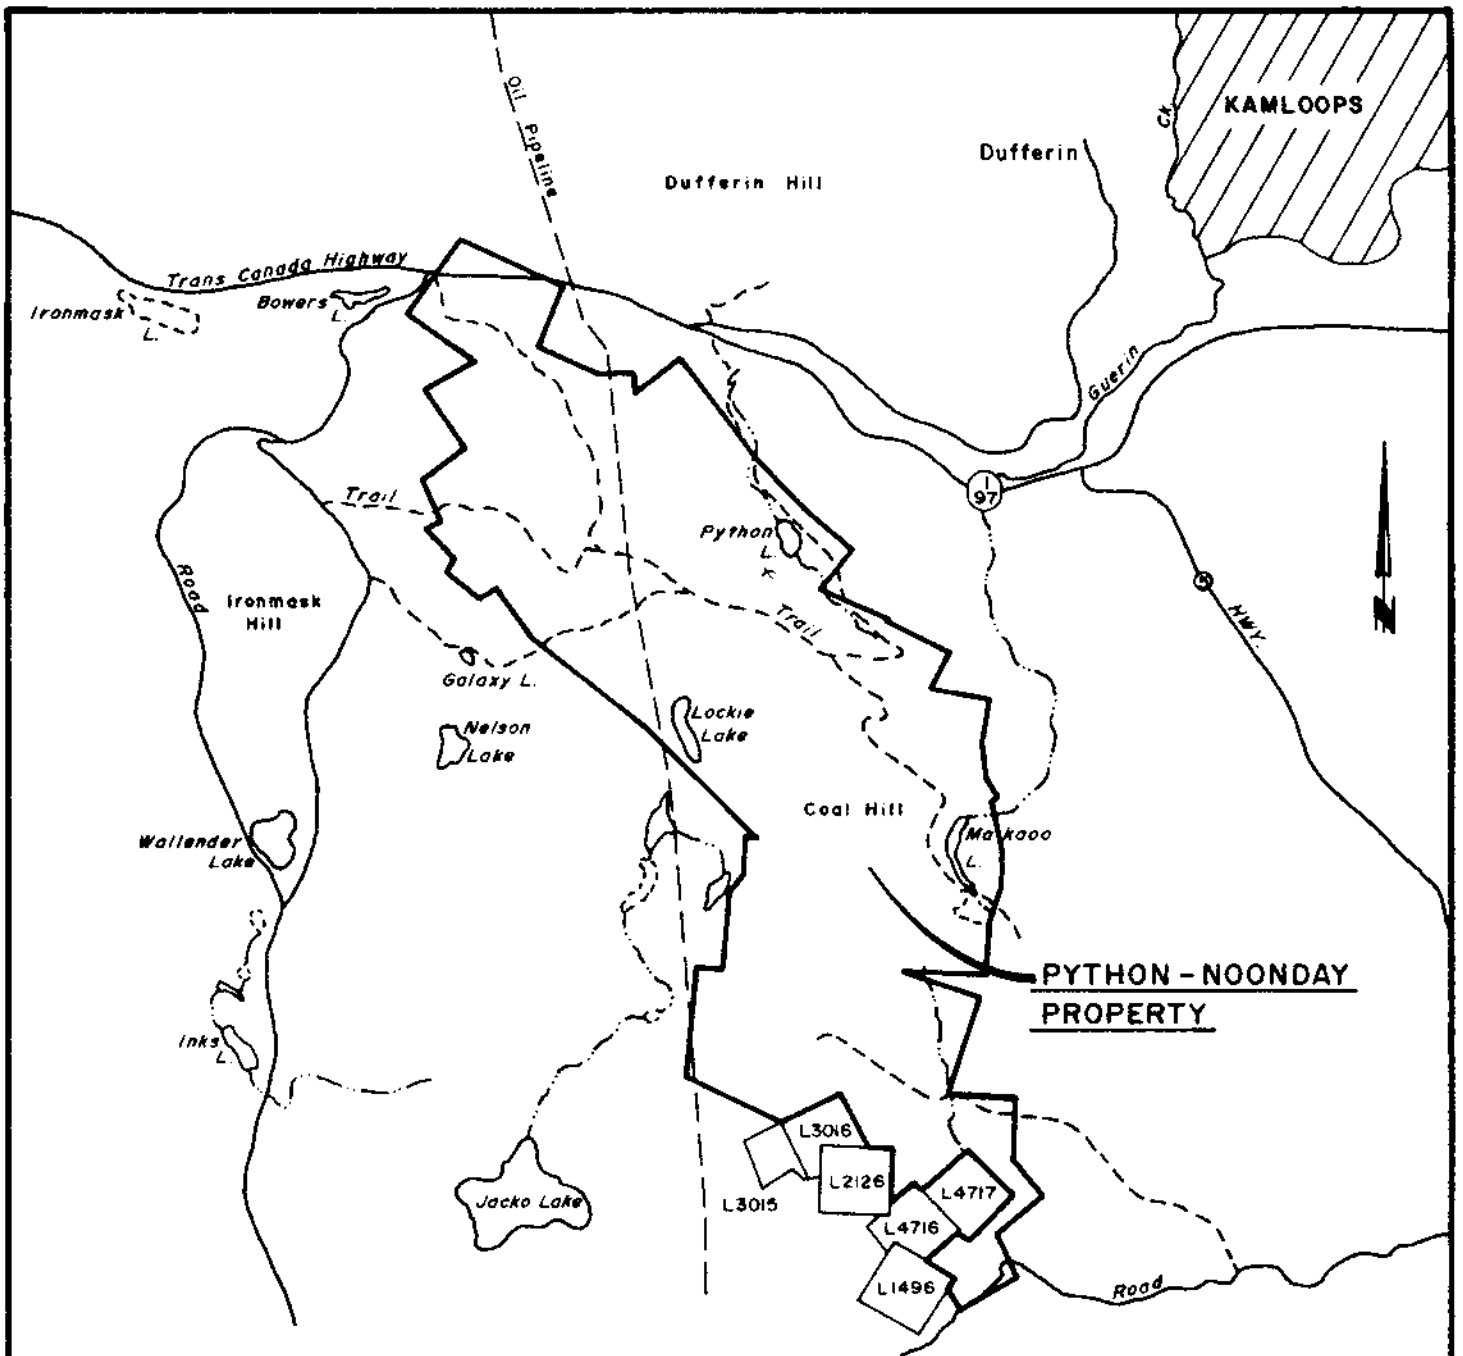 KAMLOOPS
Ck.
Oil Pipeline
Dufferin
Dufferin Hill
Trans Canada Highway
Bowers
L.
Ironmask
L.
Guerin
1
97
Trail
Python
L.
Road
Ironmask
Hill
HWY.
Trail
Galaxy L.
Nelson
Lake
Lockie
Lake
Coal Hill
Wallender
Lake
L.
PYTHON - NOONDAY
PROPERTY
Inks
L.
L3016
L3015
L2126
L4717
L4716
L1496
Jacko Lake
Road
N